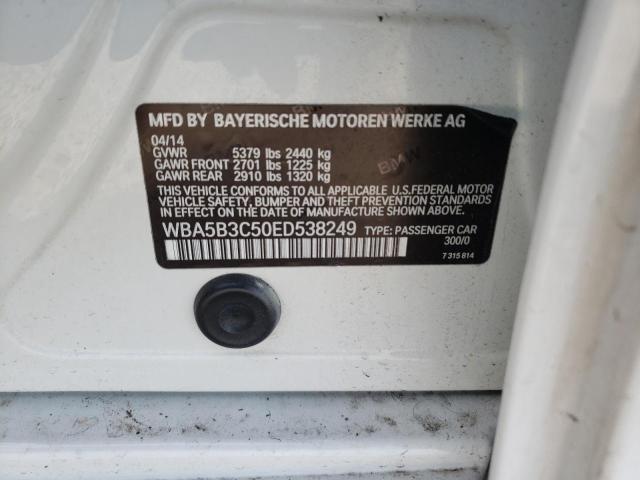 MFD BY BAYERISCHE MOTOREN WERKE AG
04/14
GVWR 5379 lbs 2440 kg
GAWR FRONT 2701 lbs 1225 kg
GAWR REAR 2910 lbs 1320 kg
BMW
THIS VEHICLE CONFORMS TO ALL APPLICABLE U.S.FEDERAL MOTOR
VEHICLE SAFETY, BUMPER AND THEFT PREVENTION STANDARDS
IN EFFECT ON THE DATE OF MANUFACTURE SHOWN ABOVE.
WBA5B3C50ED538249 TYPE: PASSENGER CAR
300/0
7 315 814